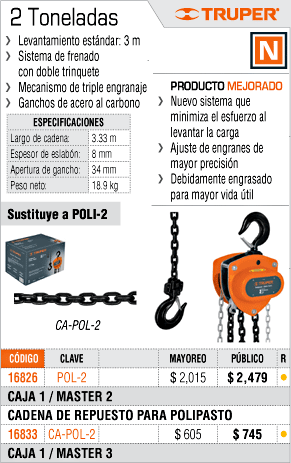 2 Toneladas
TRUPER®
Levantamiento estándar: 3 m
Sistema de frenado
con doble trinquete
Mecanismo de triple engranaje
Ganchos de acero al carbono
N
ESPECIFICACIONES
Largo de cadena: 3.33 m
Espesor de eslabón: 8 mm
Apertura de gancho: 34 mm
Peso neto: 18.9 kg
PRODUCTO MEJORADO
Nuevo sistema que
minimiza el esfuerzo al
levantar la carga
Ajuste de engranes de
mayor precisión
Debidamente engrasado
para mayor vida útil
Sustituye a POLI-2
TRUPER
CA-POL-2
CÓDIGO CLAVE MAYOREO PÚBLICO R
16826 POL-2 $ 2,015 $ 2,479
CAJA 1 / MASTER 2
CADENA DE REPUESTO PARA POLIPASTO
16833 CA-POL-2 $ 605 $ 745
CAJA 1 / MASTER 3